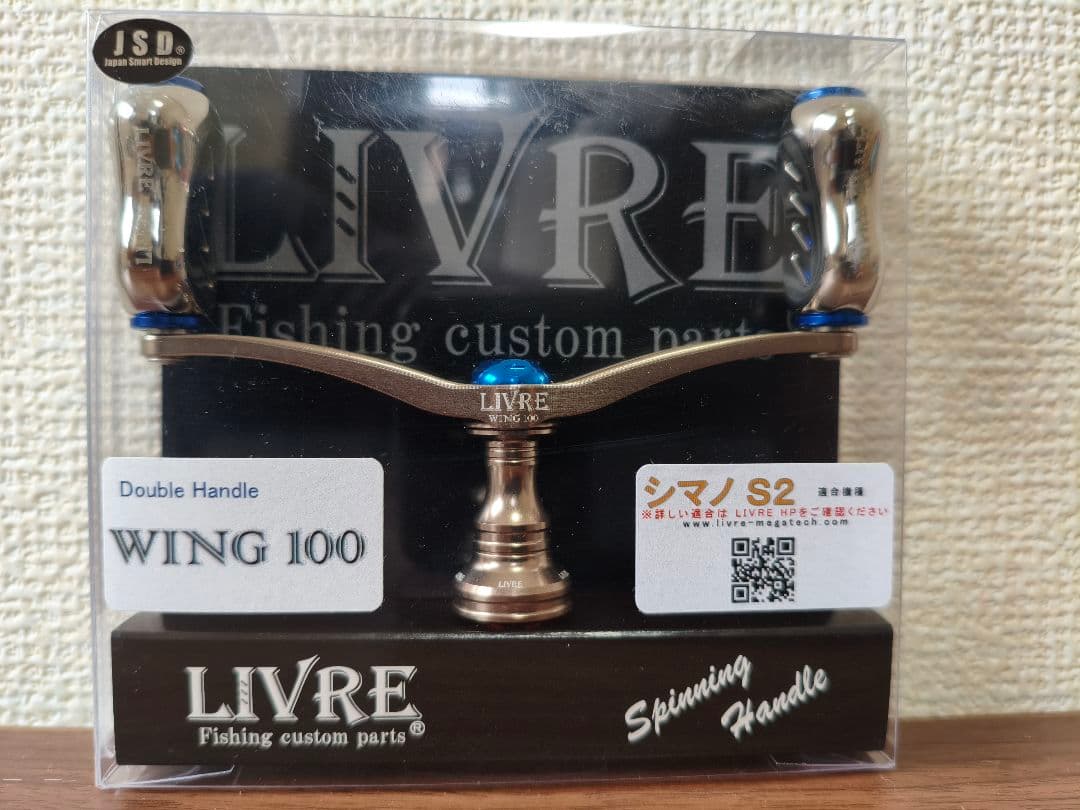 JSD®
Japan Smart Design
LIVRE
Fishing custom parts
LIVRE
LIVRE
WING 100
Double Handle
WING 100
シマノ S2 適合機種
※詳しい適合は LIVRE HPをご確認ください
www.livre-magatech.com
LIVRE
LIVRE
Fishing custom parts®
Spinning
Handle